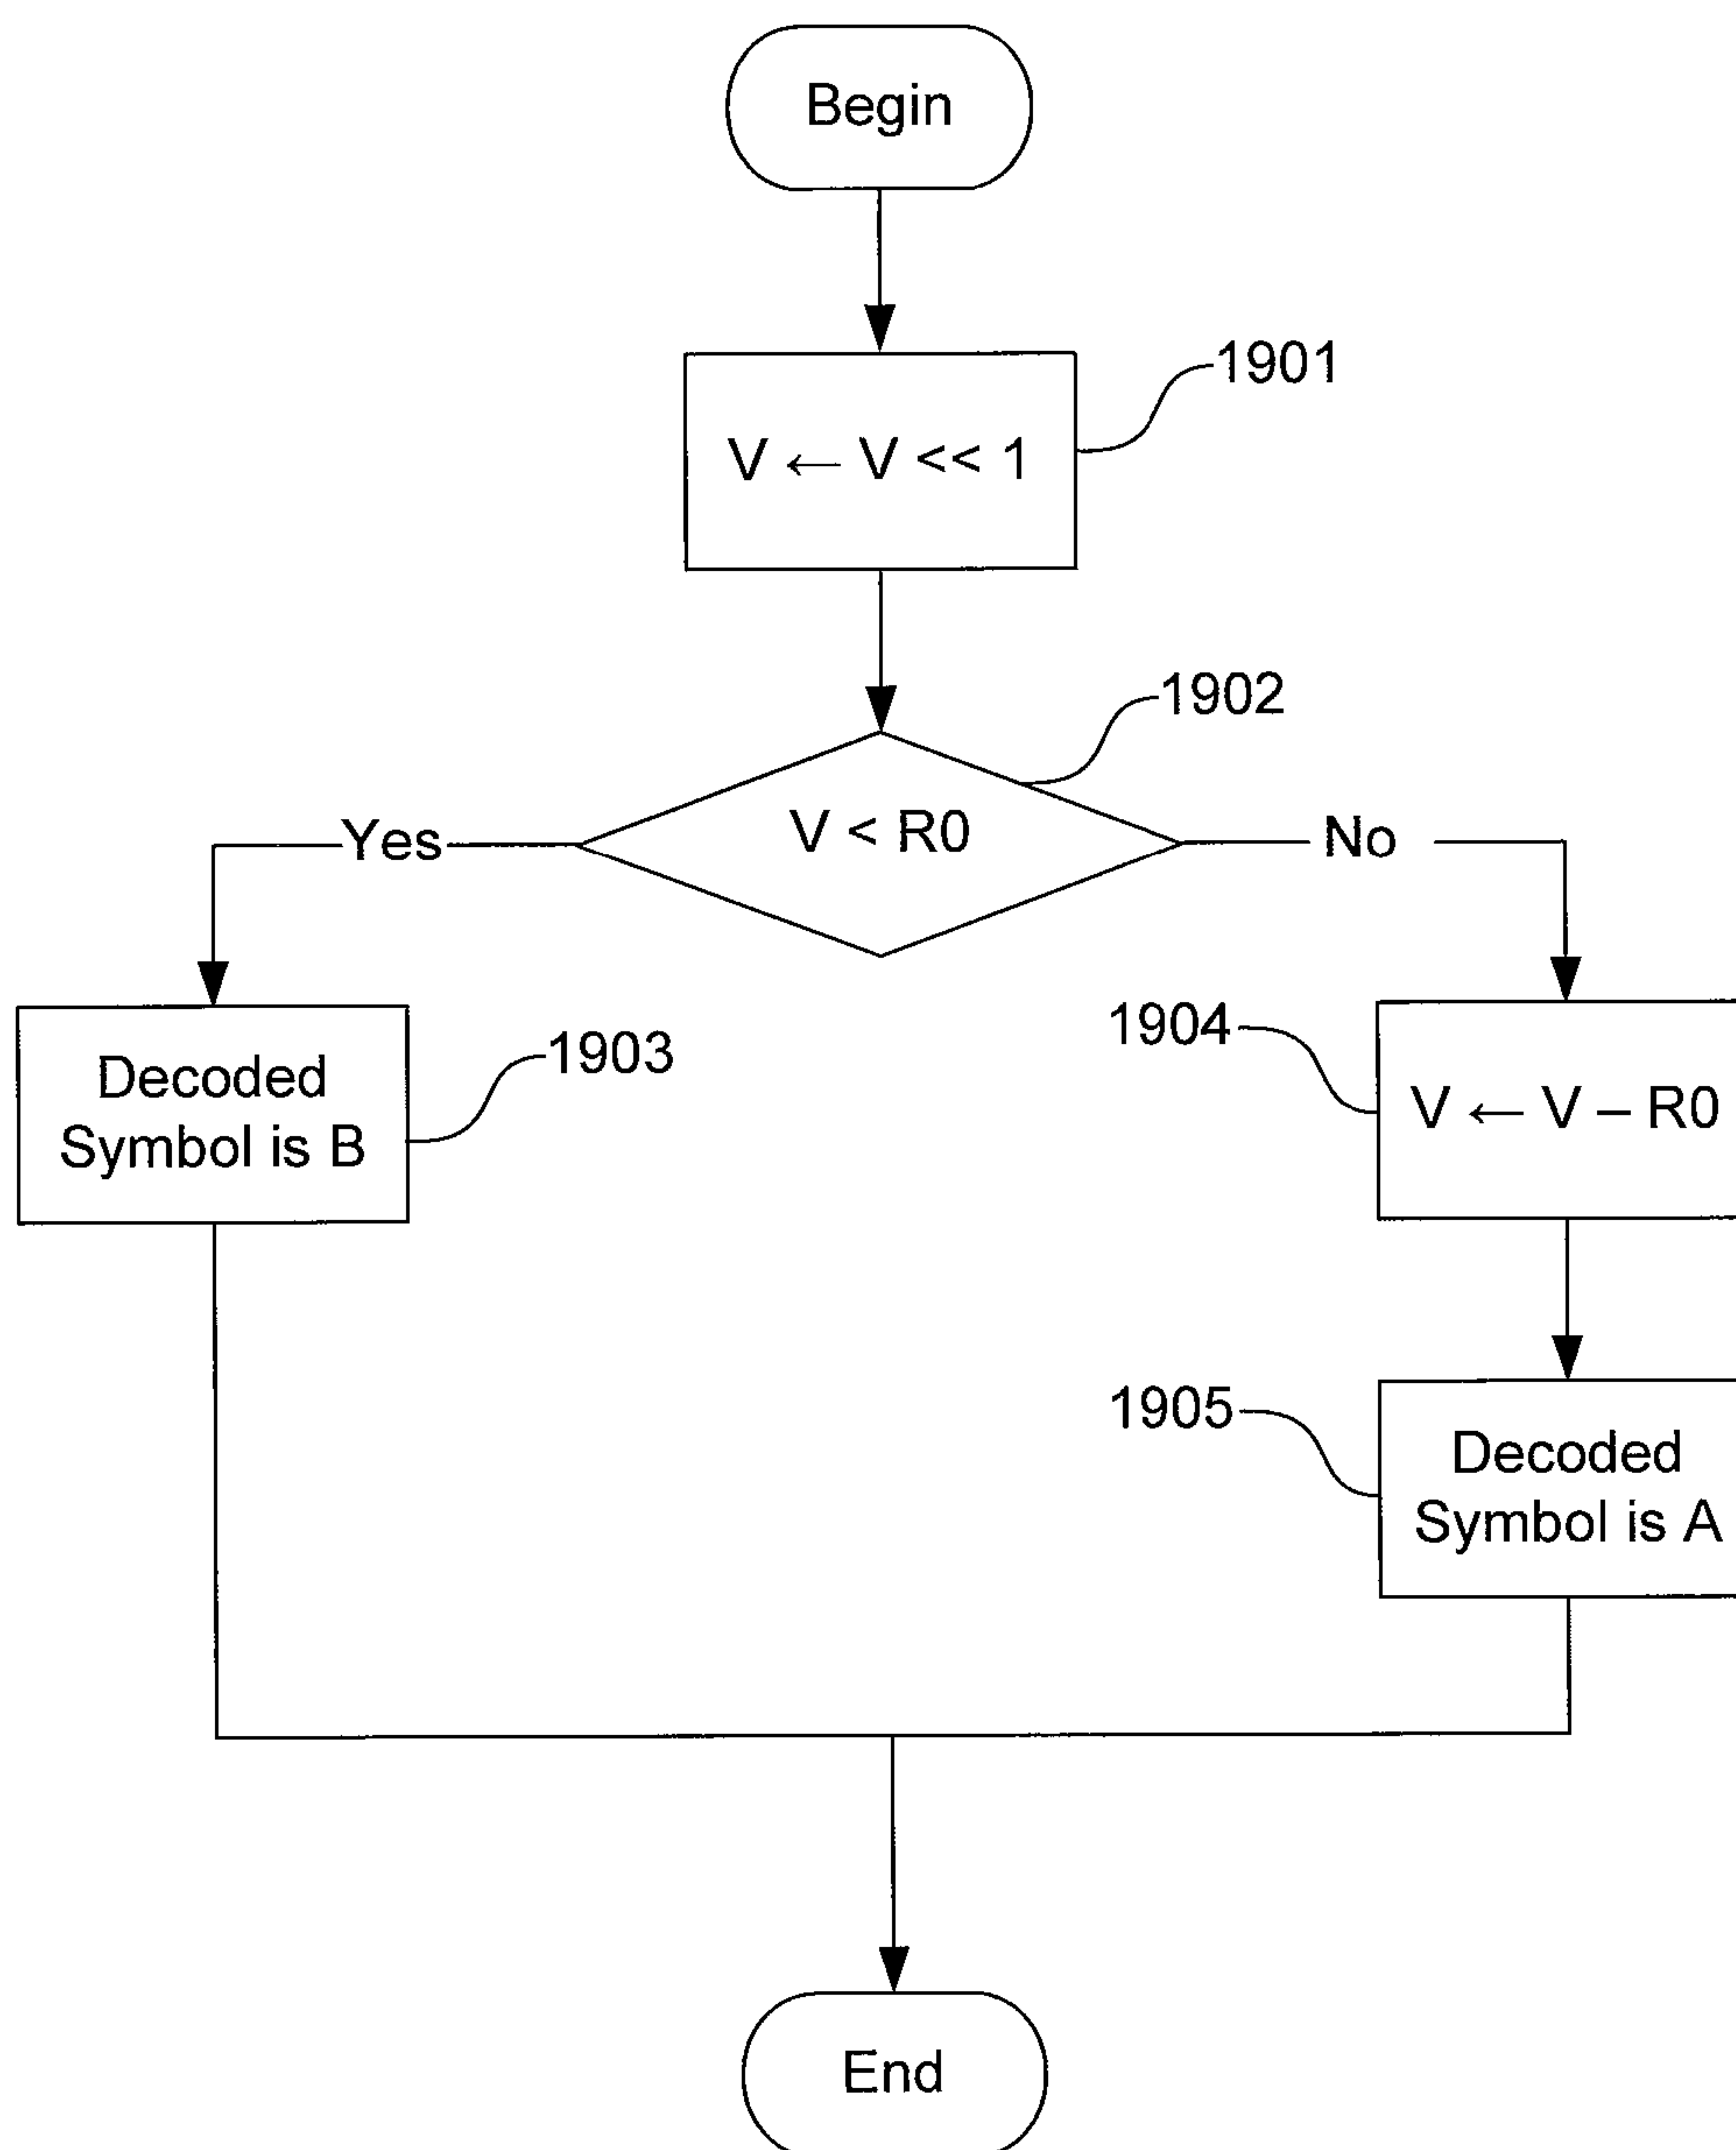 Begin
1901
V ← V << 1
1902
V < R0
Yes
No
1903
Decoded
Symbol is B
1904
V ← V – R0
1905
Decoded
Symbol is A
End